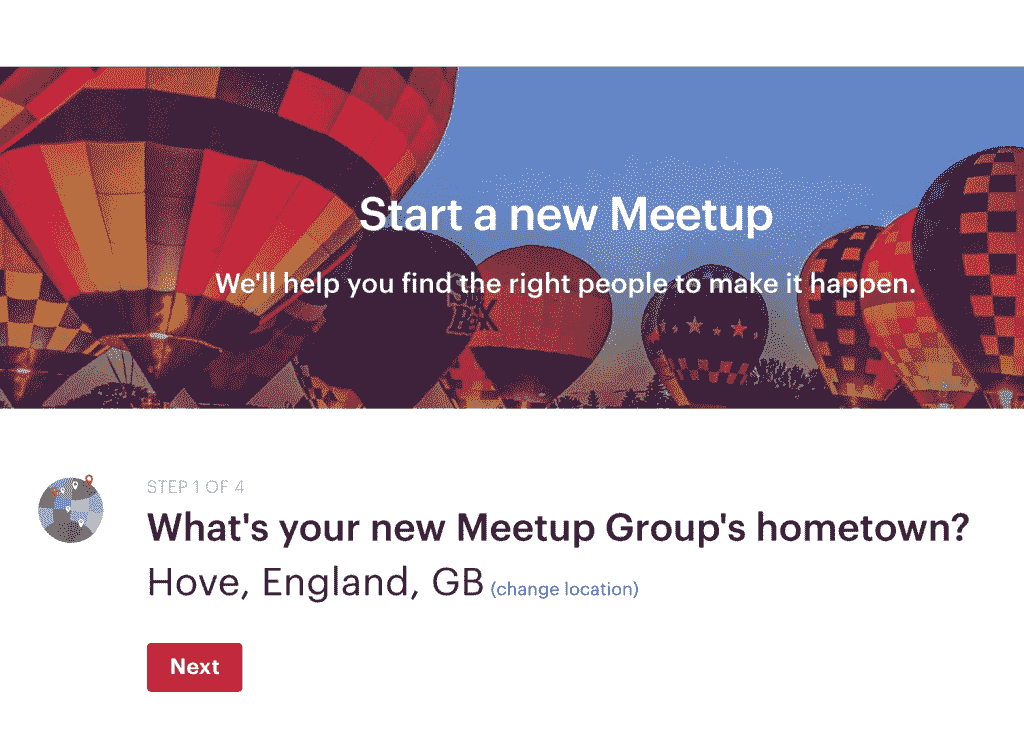 Start a new Meetup
We'll help you find the right people to make it happen.
STEP 1 OF 4
What's your new Meetup Group's hometown?
Hove, England, GB (change location)
Next